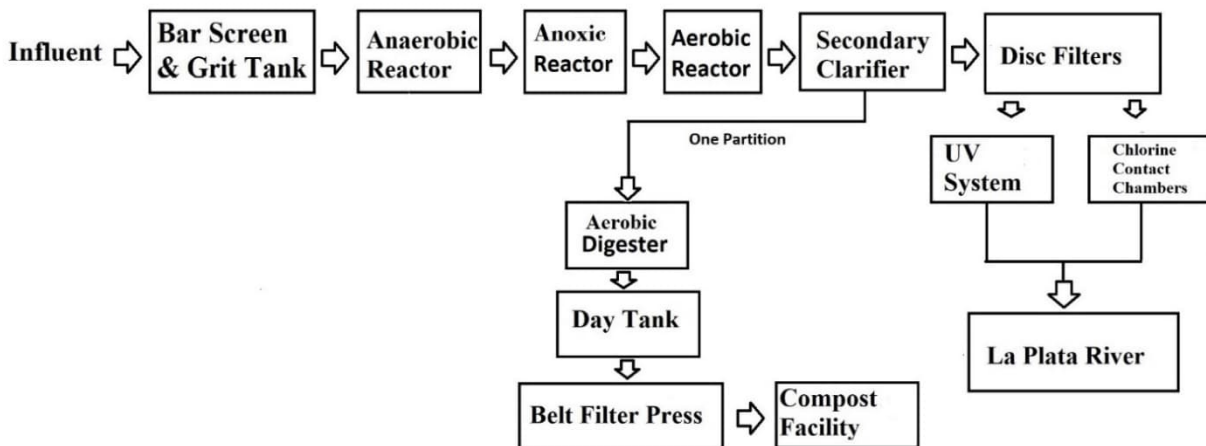 Influent
Bar Screen
& Grit Tank
Anaerobic
Reactor
Anoxic
Reactor
Aerobic
Reactor
Secondary
Clarifier
Disc Filters
One Partition
UV
System
Chlorine
Contact
Chambers
Aerobic
Digester
Day Tank
La Plata River
Belt Filter Press
Compost
Facility